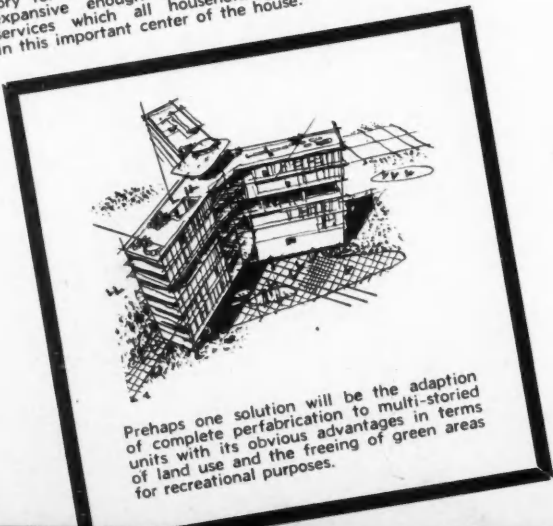 expansive enough
services which all household
in this important center of the house.
Prehaps one solution will be the adaption
of complete perfabrication to multi-storied
units with its obvious advantages in terms
of land use and the freeing of green areas
for recreational purposes.